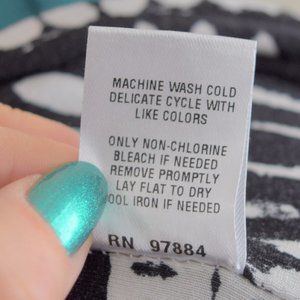 MACHINE WASH COLD
DELICATE CYCLE WITH
LIKE COLORS
ONLY NON-CHLORINE
BLEACH IF NEEDED
REMOVE PROMPTLY
LAY FLAT TO DRY
OOL IRON IF NEEDED
RN 97884